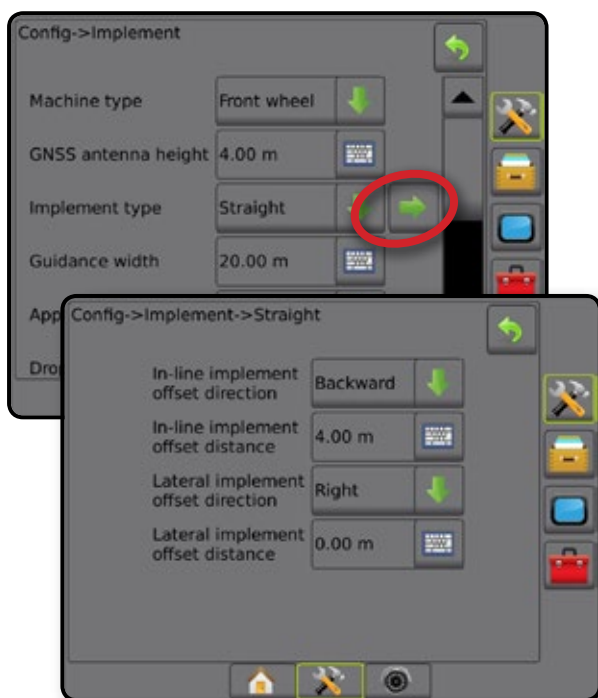 Config->Implement
Machine type Front wheel
GNSS antenna height 4.00 m
Implement type Straight
Guidance width 20.00 m
App
Dro
Config->Implement->Straight
In-line implement
offset direction
Backward
In-line implement
offset distance
4.00 m
Lateral implement
offset direction
Right
Lateral implement
offset distance
0.00 m